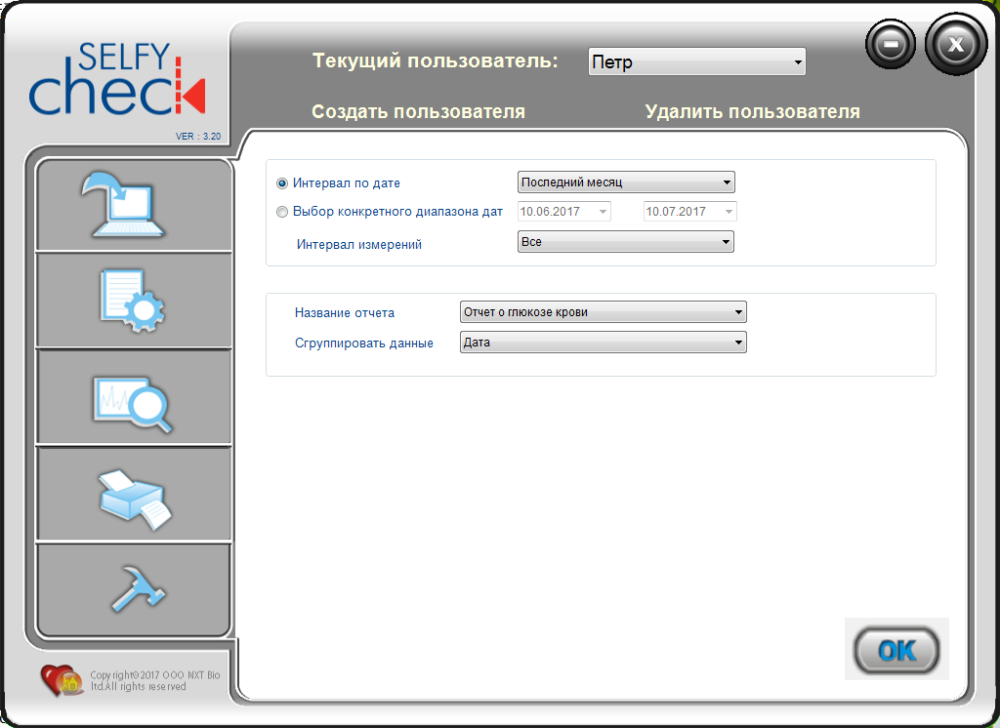 SELFY
check
VER : 3.20
Текущий пользователь: Петр
X
Создать пользователя Удалить пользователя
Интервал по дате Последний месяц
Выбор конкретного диапазона дат 10.06.2017 10.07.2017
Интервал измерений Все
Название отчета Отчет о глюкозе крови
Сгруппировать данные Дата
OK
Copyright©2017 ООО NXT Bio
ltd.All rights reserved